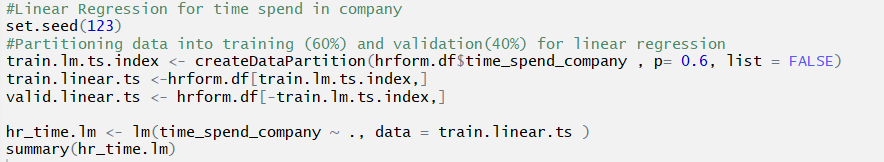 #Linear Regression for time spend in company
set.seed(123)
#Partitioning data into training (60%) and validation(40%) for linear regression
train.lm.ts.index <- createDataPartition(hrform.df$time_spend_company , p= 0.6, list = FALSE)
train.linear.ts <-hrform.df[train.lm.ts.index,]
valid.linear.ts <- hrform.df[-train.lm.ts.index,]
hr_time.lm <- lm(time_spend_company ~ ., data = train.linear.ts )
summary(hr_time.lm)